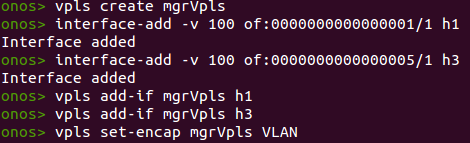 onos> vpls create mgrVpls
onos> interface-add -v 100 of:0000000000000001/1 h1
Interface added
onos> interface-add -v 100 of:0000000000000005/1 h3
Interface added
onos> vpls add-if mgrVpls h1
onos> vpls add-if mgrVpls h3
onos> vpls set-encap mgrVpls VLAN